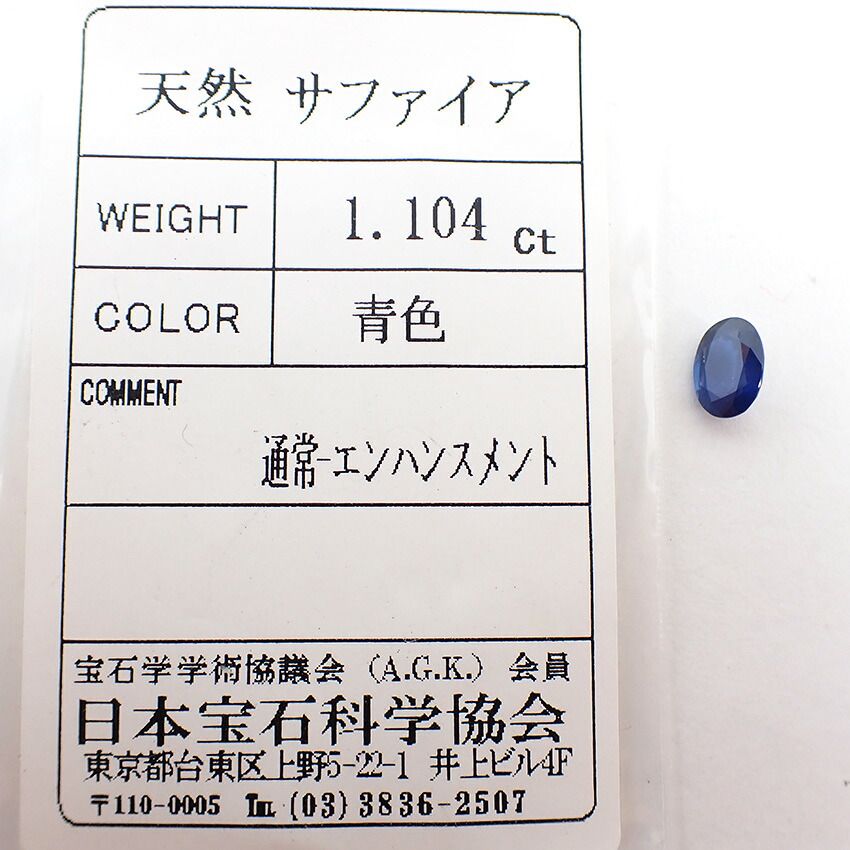 天然 サファイア
WEIGHT 1.104 Ct
COLOR 青色
COMMENT
通常-エンハンスメント
宝石学学術協議会 (A.G.K.) 会員
日本宝石科学協会
東京都台東区上野5-22-1 井上ビル4F
〒110-0005 TEL (03) 3836-2507